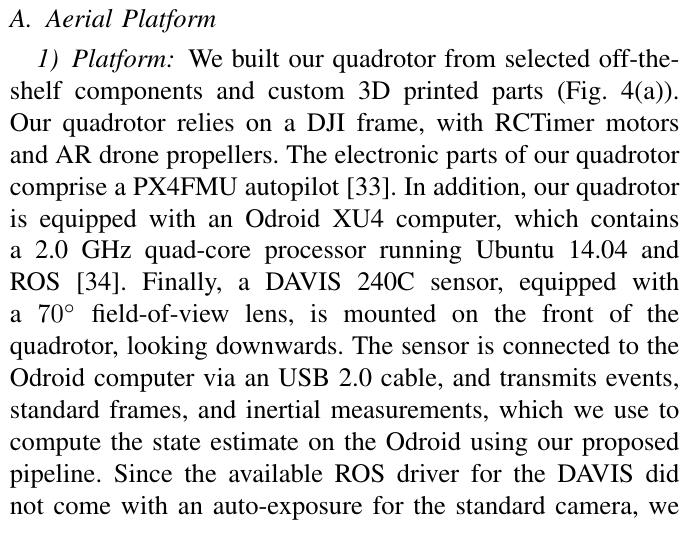 A. Aerial Platform
1) Platform: We built our quadrotor from selected off-the-
shelf components and custom 3D printed parts (Fig. 4(a)).
Our quadrotor relies on a DJI frame, with RCTimer motors
and AR drone propellers. The electronic parts of our quadrotor
comprise a PX4FMU autopilot [33]. In addition, our quadrotor
is equipped with an Odroid XU4 computer, which contains
a 2.0 GHz quad-core processor running Ubuntu 14.04 and
ROS [34]. Finally, a DAVIS 240C sensor, equipped with
a 70° field-of-view lens, is mounted on the front of the
quadrotor, looking downwards. The sensor is connected to the
Odroid computer via an USB 2.0 cable, and transmits events,
standard frames, and inertial measurements, which we use to
compute the state estimate on the Odroid using our proposed
pipeline. Since the available ROS driver for the DAVIS did
not come with an auto-exposure for the standard camera, we